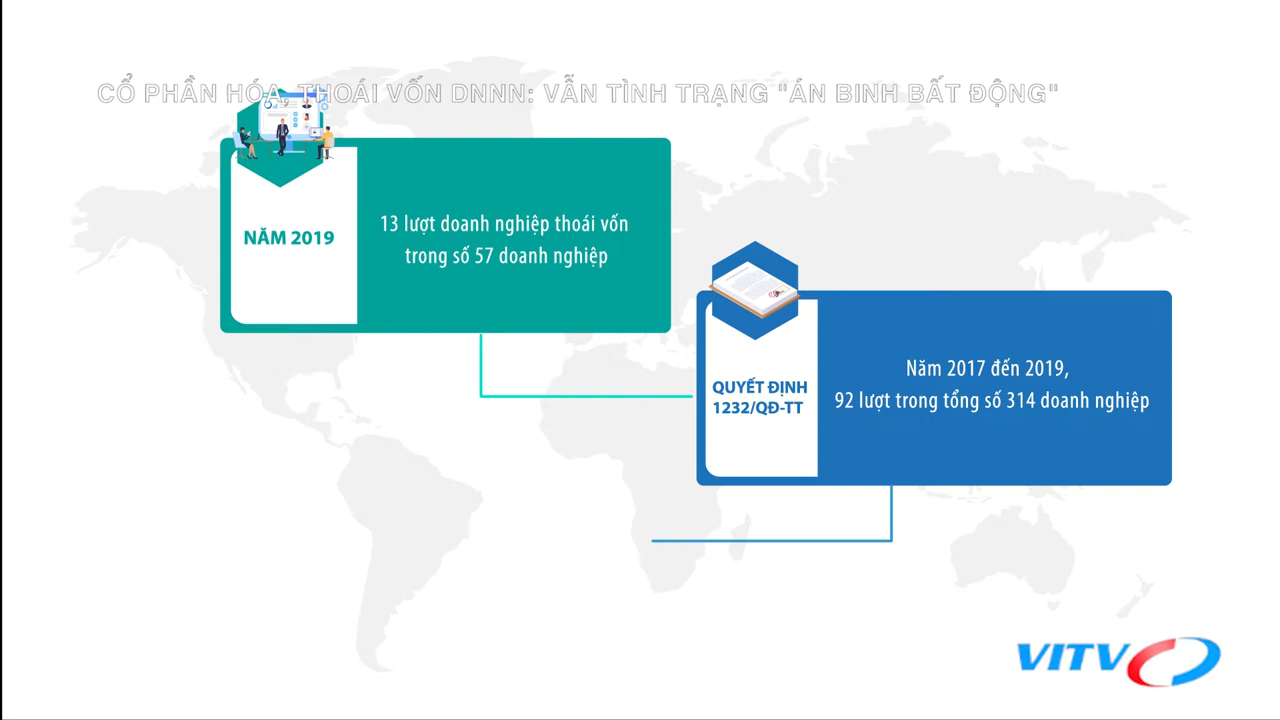 CỔ PHẦN HÓA, THOÁI VỐN DNNN: VẪN TÌNH TRẠNG "ÁN BINH BẤT ĐỘNG"
NĂM 2019
13 lượt doanh nghiệp thoái vốn
trong số 57 doanh nghiệp
QUYẾT ĐỊNH
1232/QĐ-TT
Năm 2017 đến 2019,
92 lượt trong tổng số 314 doanh nghiệp
VITV